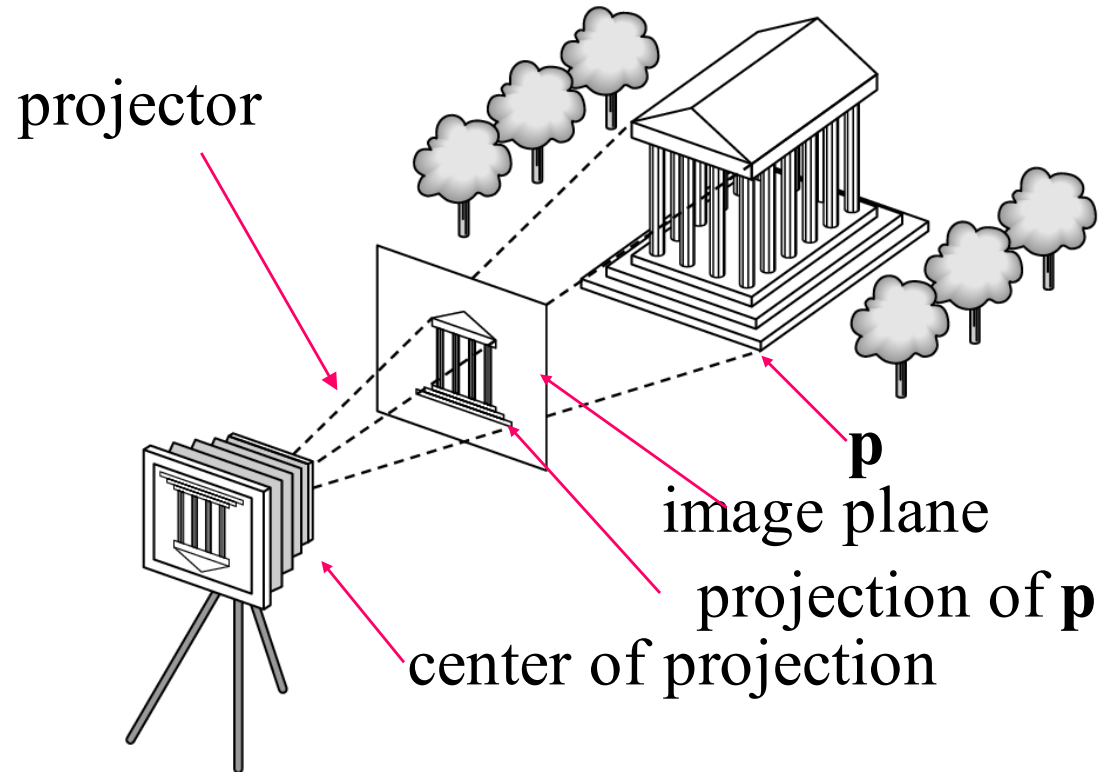 projector
p
image plane
projection of p
center of projection